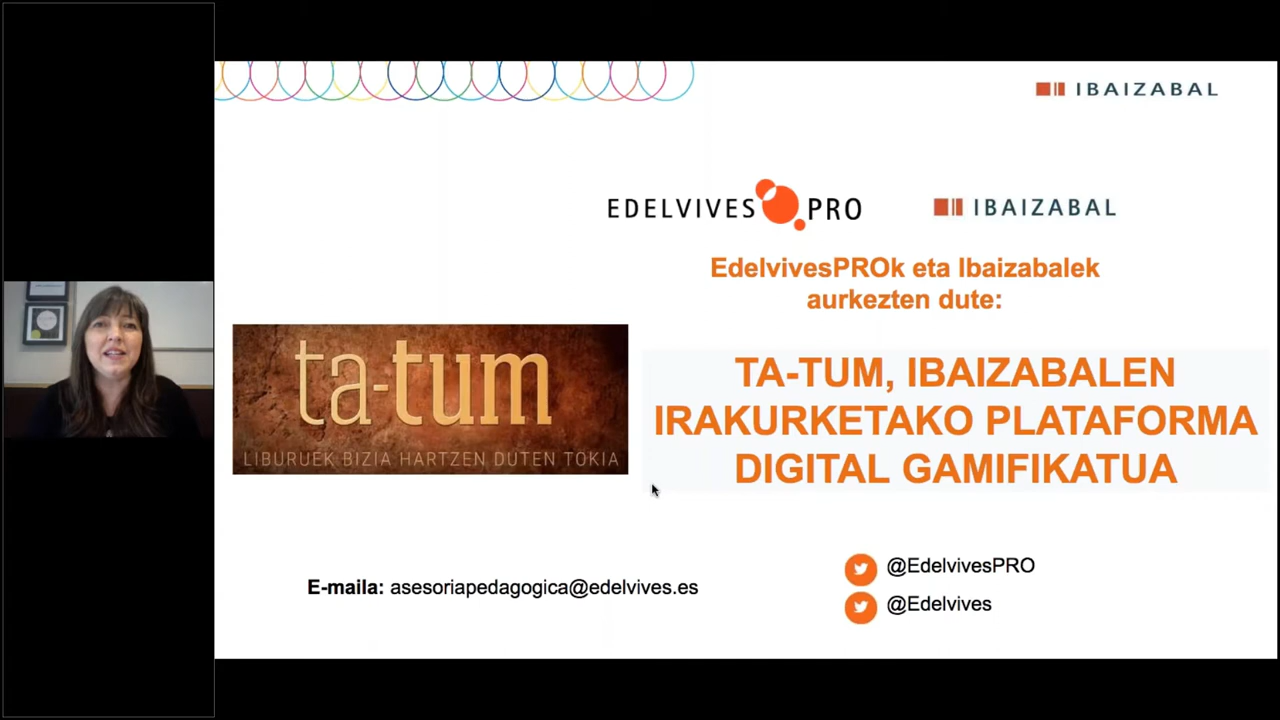 IBAIZABAL
EDELVIVES PRO
IBAIZABAL
EdelvivesPROk eta Ibaizabalek
aurkezten dute:
ta-tum
LIBURUEK BIZIA HARTZEN DUTEN TOKIA
TA-TUM, IBAIZABALEN
IRAKURKETAKO PLATAFORMA
DIGITAL GAMIFIKATUA
E-maila: asesoriapedagogica@edelvives.es
@EdelvivesPRO
@Edelvives